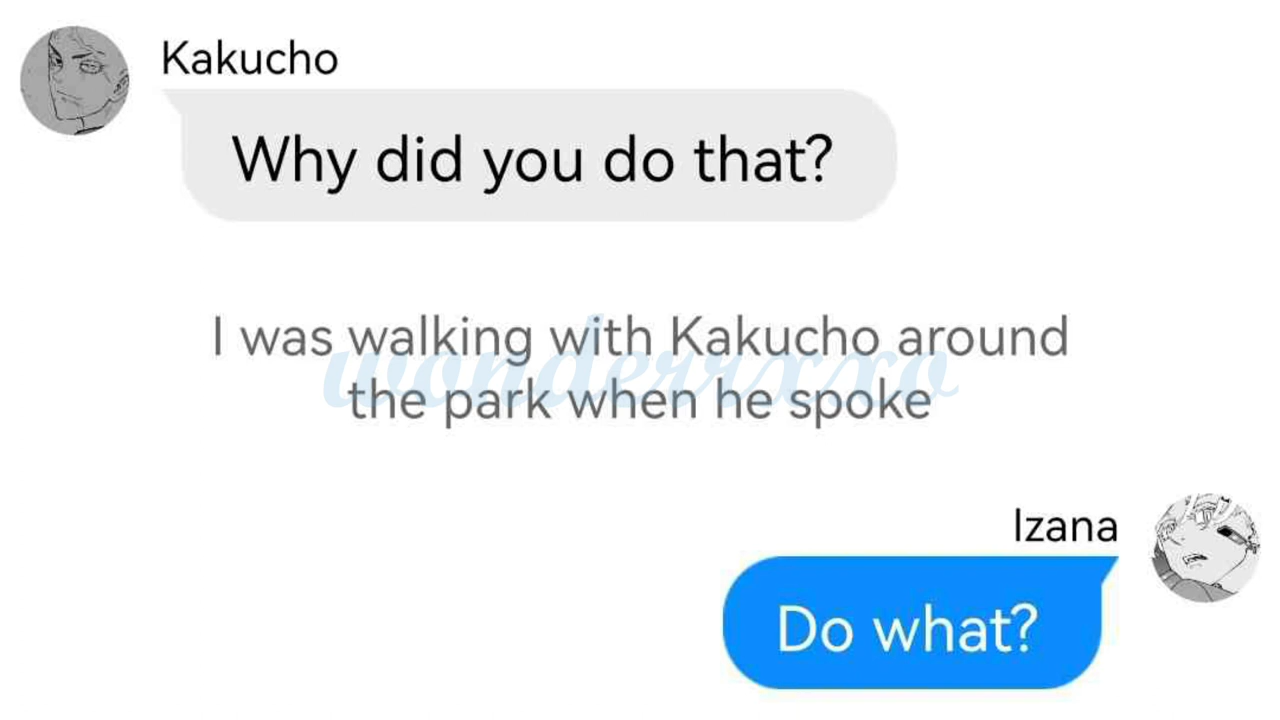 Kakucho
Why did you do that?
I was walking with Kakucho around
the park when he spoke
wonderrxxo
Izana
Do what?